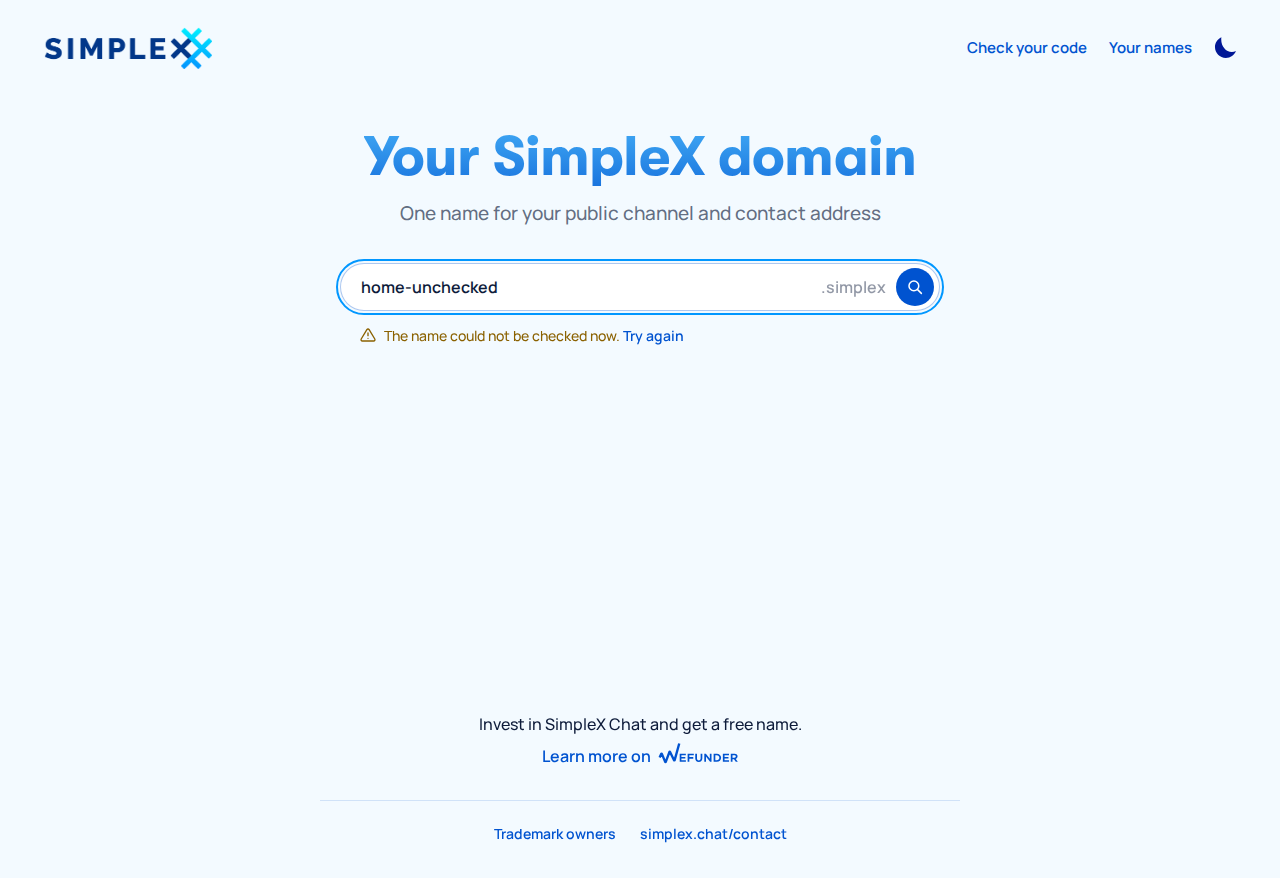 SIMPLEX
Check your code
Your names
Your SimpleX domain
One name for your public channel and contact address
home-unchecked
.simplex
The name could not be checked now. Try again
Invest in SimpleX Chat and get a free name.
Learn more on WEFUNDER
Trademark owners
simplex.chat/contact